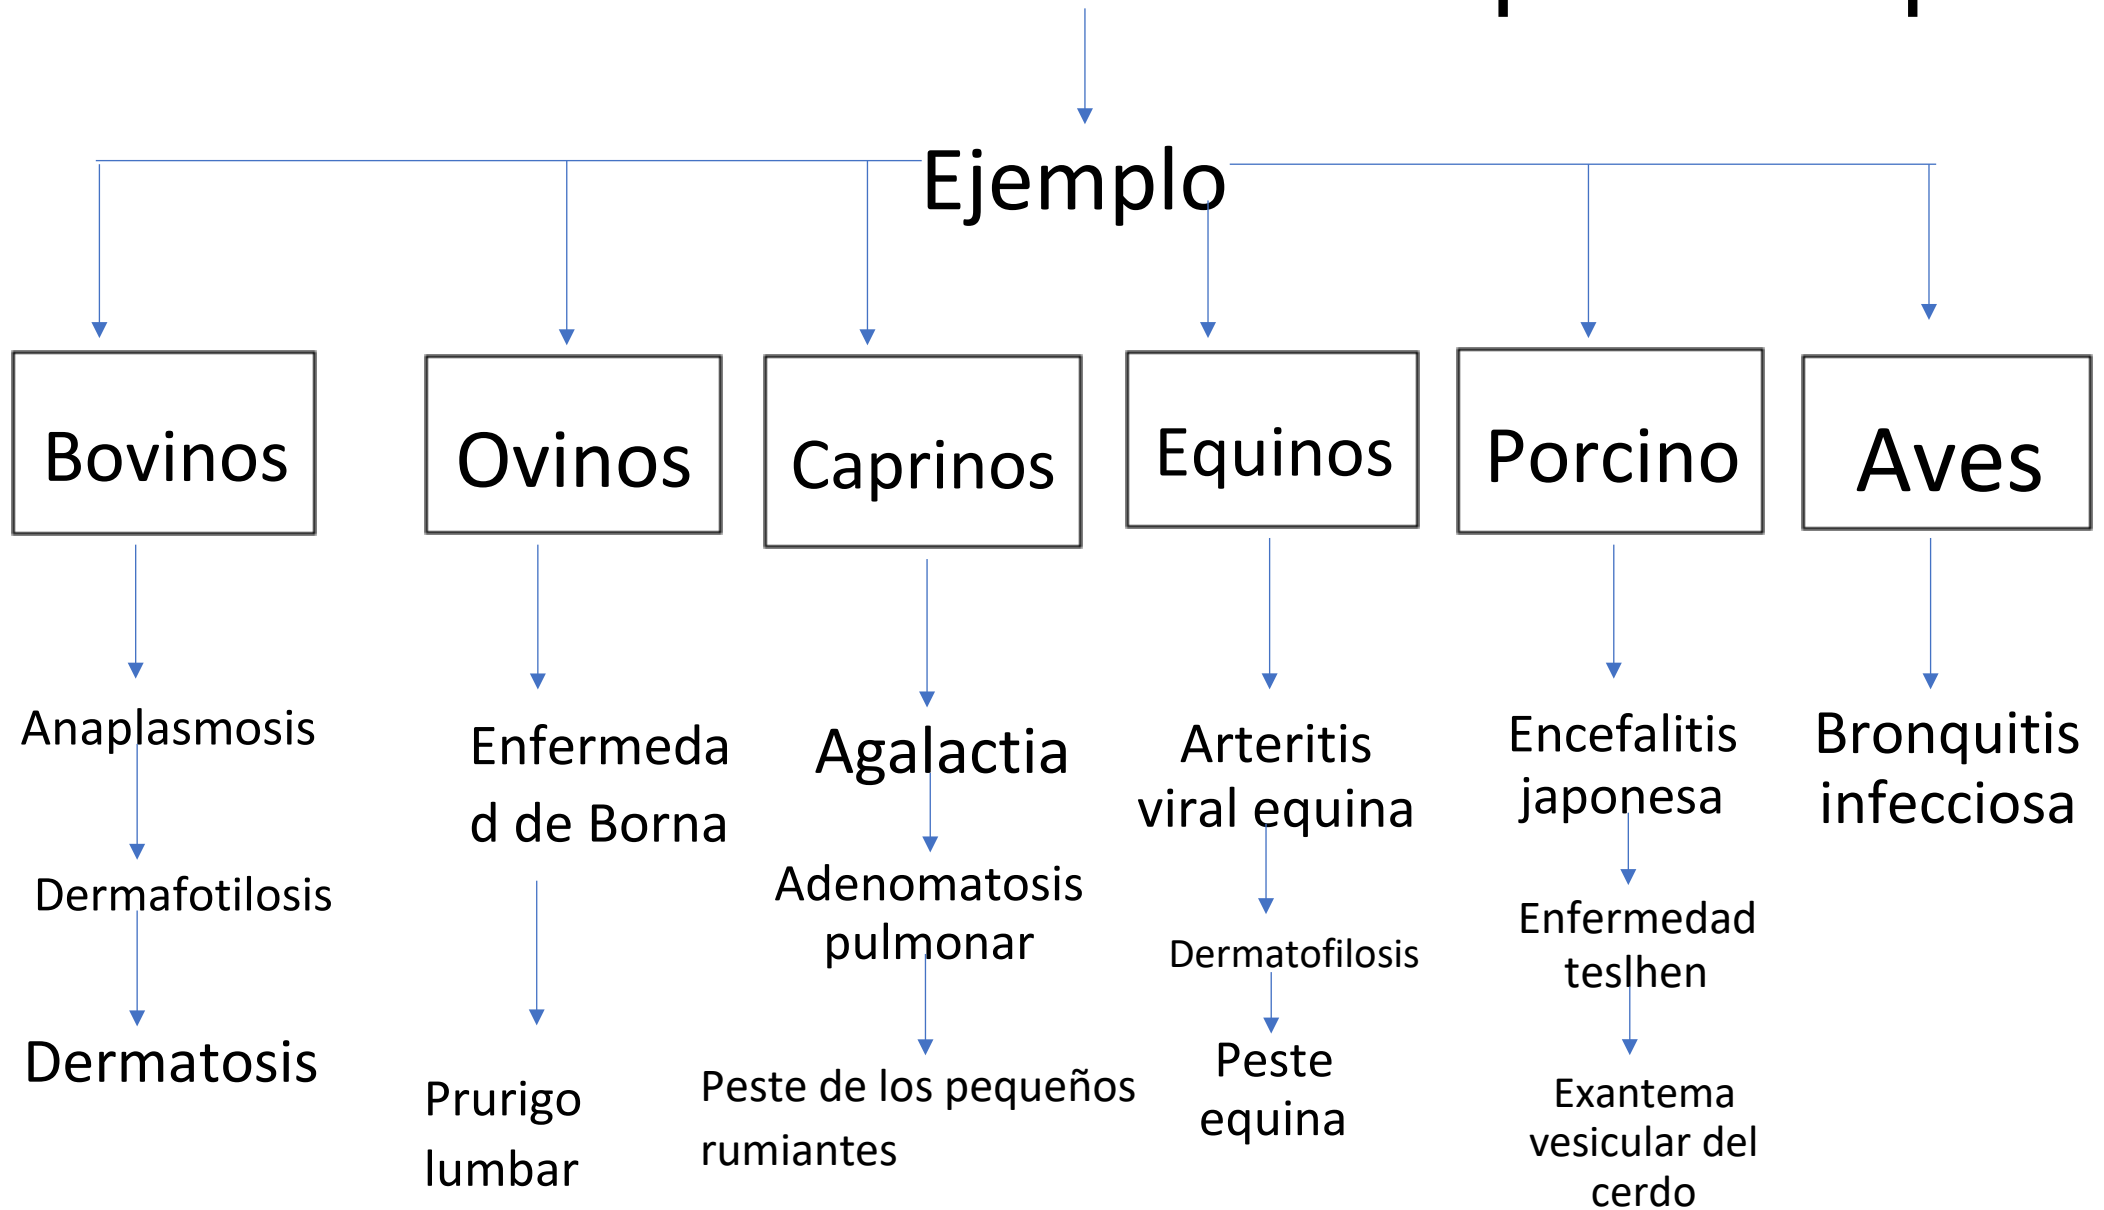 Ejemplo
Bovinos
Ovinos
Caprinos
Equinos
Porcino
Aves
Anaplasmosis
Dermafotilosis
Dermatosis
Enfermeda
d de Borna
Prurigo
lumbar
Agalactia
Adenomatosis
pulmonar
Peste de los pequeños
rumiantes
Arteritis
viral equina
Dermatofilosis
Peste
equina
Encefalitis
japonesa
Enfermedad
teslhen
Exantema
vesicular del
cerdo
Bronquitis
infecciosa